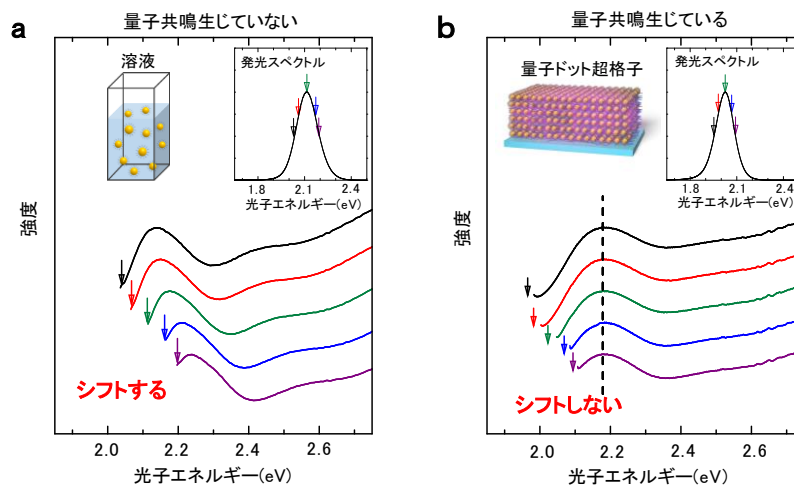 a
量子共鳴生じていない
溶液
発光スペクトル
1.8 2.1 2.4
光子エネルギー(eV)
強度
シフトする
2.0 2.2 2.4 2.6
光子エネルギー(eV)
b
量子共鳴生じている
量子ドット超格子
発光スペクトル
1.8 2.1 2.4
光子エネルギー(eV)
強度
シフトしない
2.0 2.2 2.4 2.6
光子エネルギー(eV)